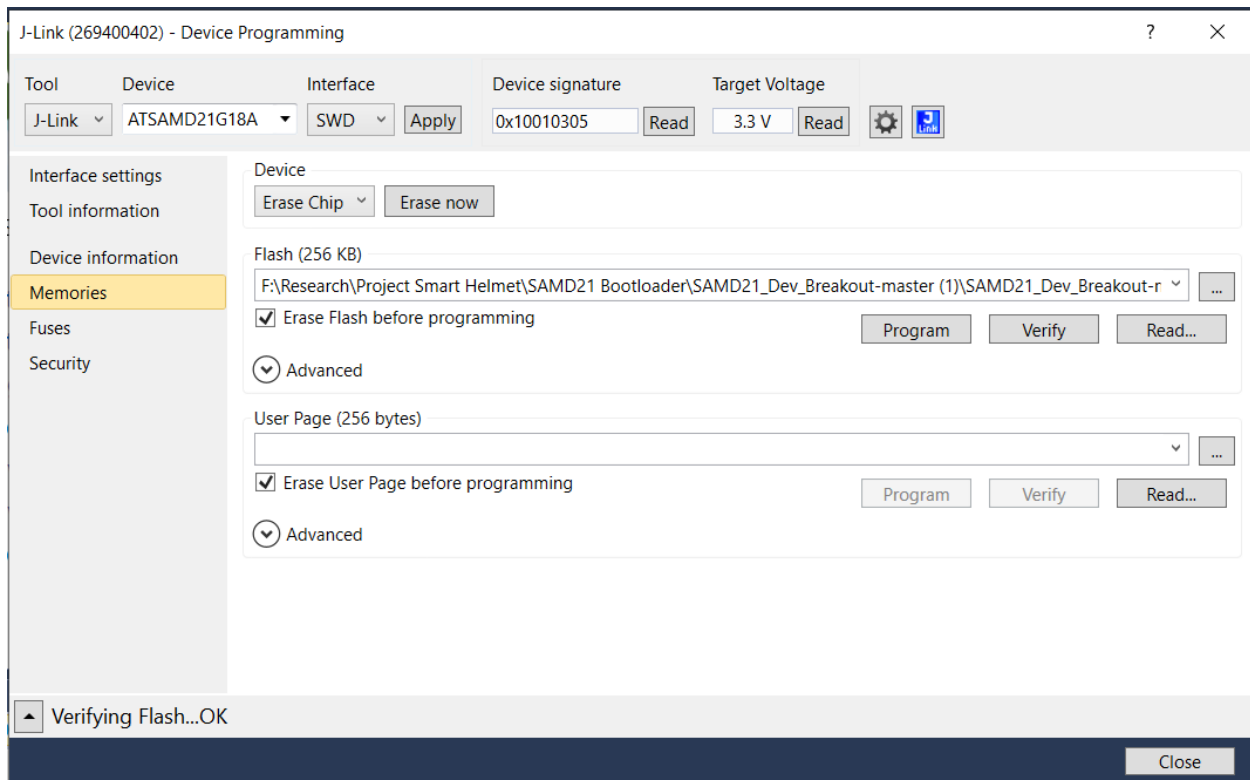 J-Link (269400402) - Device Programming ?
Tool Device Interface Device signature Target Voltage
J-Link ATSAMD21G18A SWD Apply 0x10010305 Read 3.3 V Read J LINK
Interface settings
Tool information
Device information
Memories
Fuses
Security
Device
Erase Chip Erase now
Flash (256 KB)
F:\Research\Project Smart Helmet\SAMD21 Bootloader\SAMD21_Dev_Breakout-master (1)\SAMD21_Dev_Breakout-r ...
Erase Flash before programming
Program Verify Read...
Advanced
User Page (256 bytes)
...
Erase User Page before programming
Program Verify Read...
Advanced
Verifying Flash...OK
Close